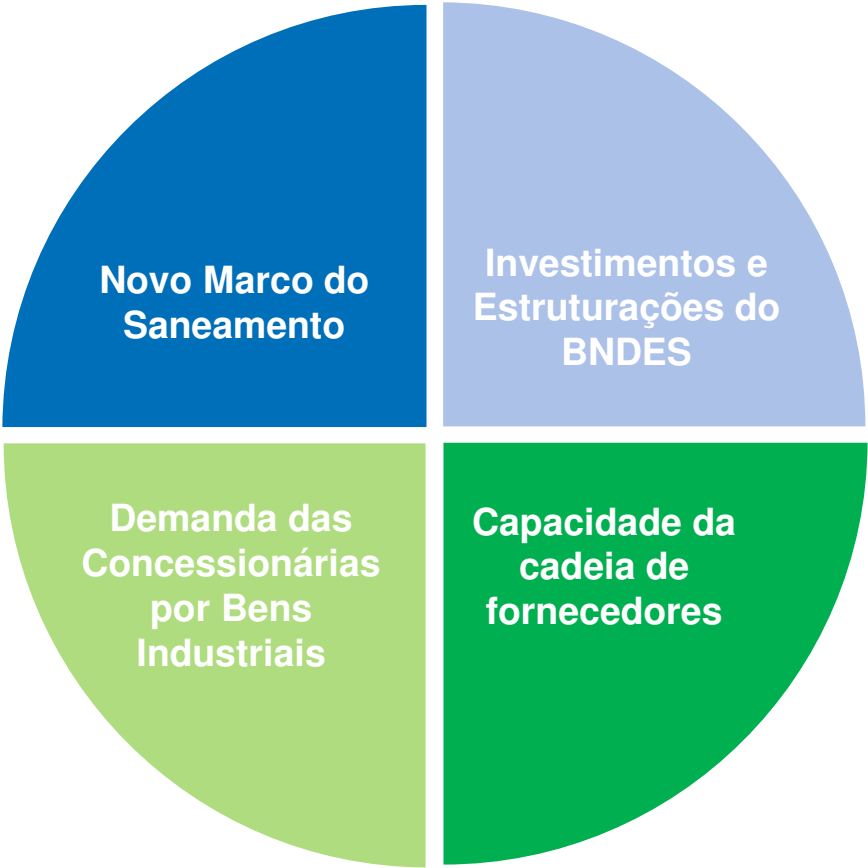 Novo Marco do
Saneamento
Investimentos e
Estruturações do
BNDES
Demanda das
Concessionárias
por Bens
Industriais
Capacidade da
cadeia de
fornecedores